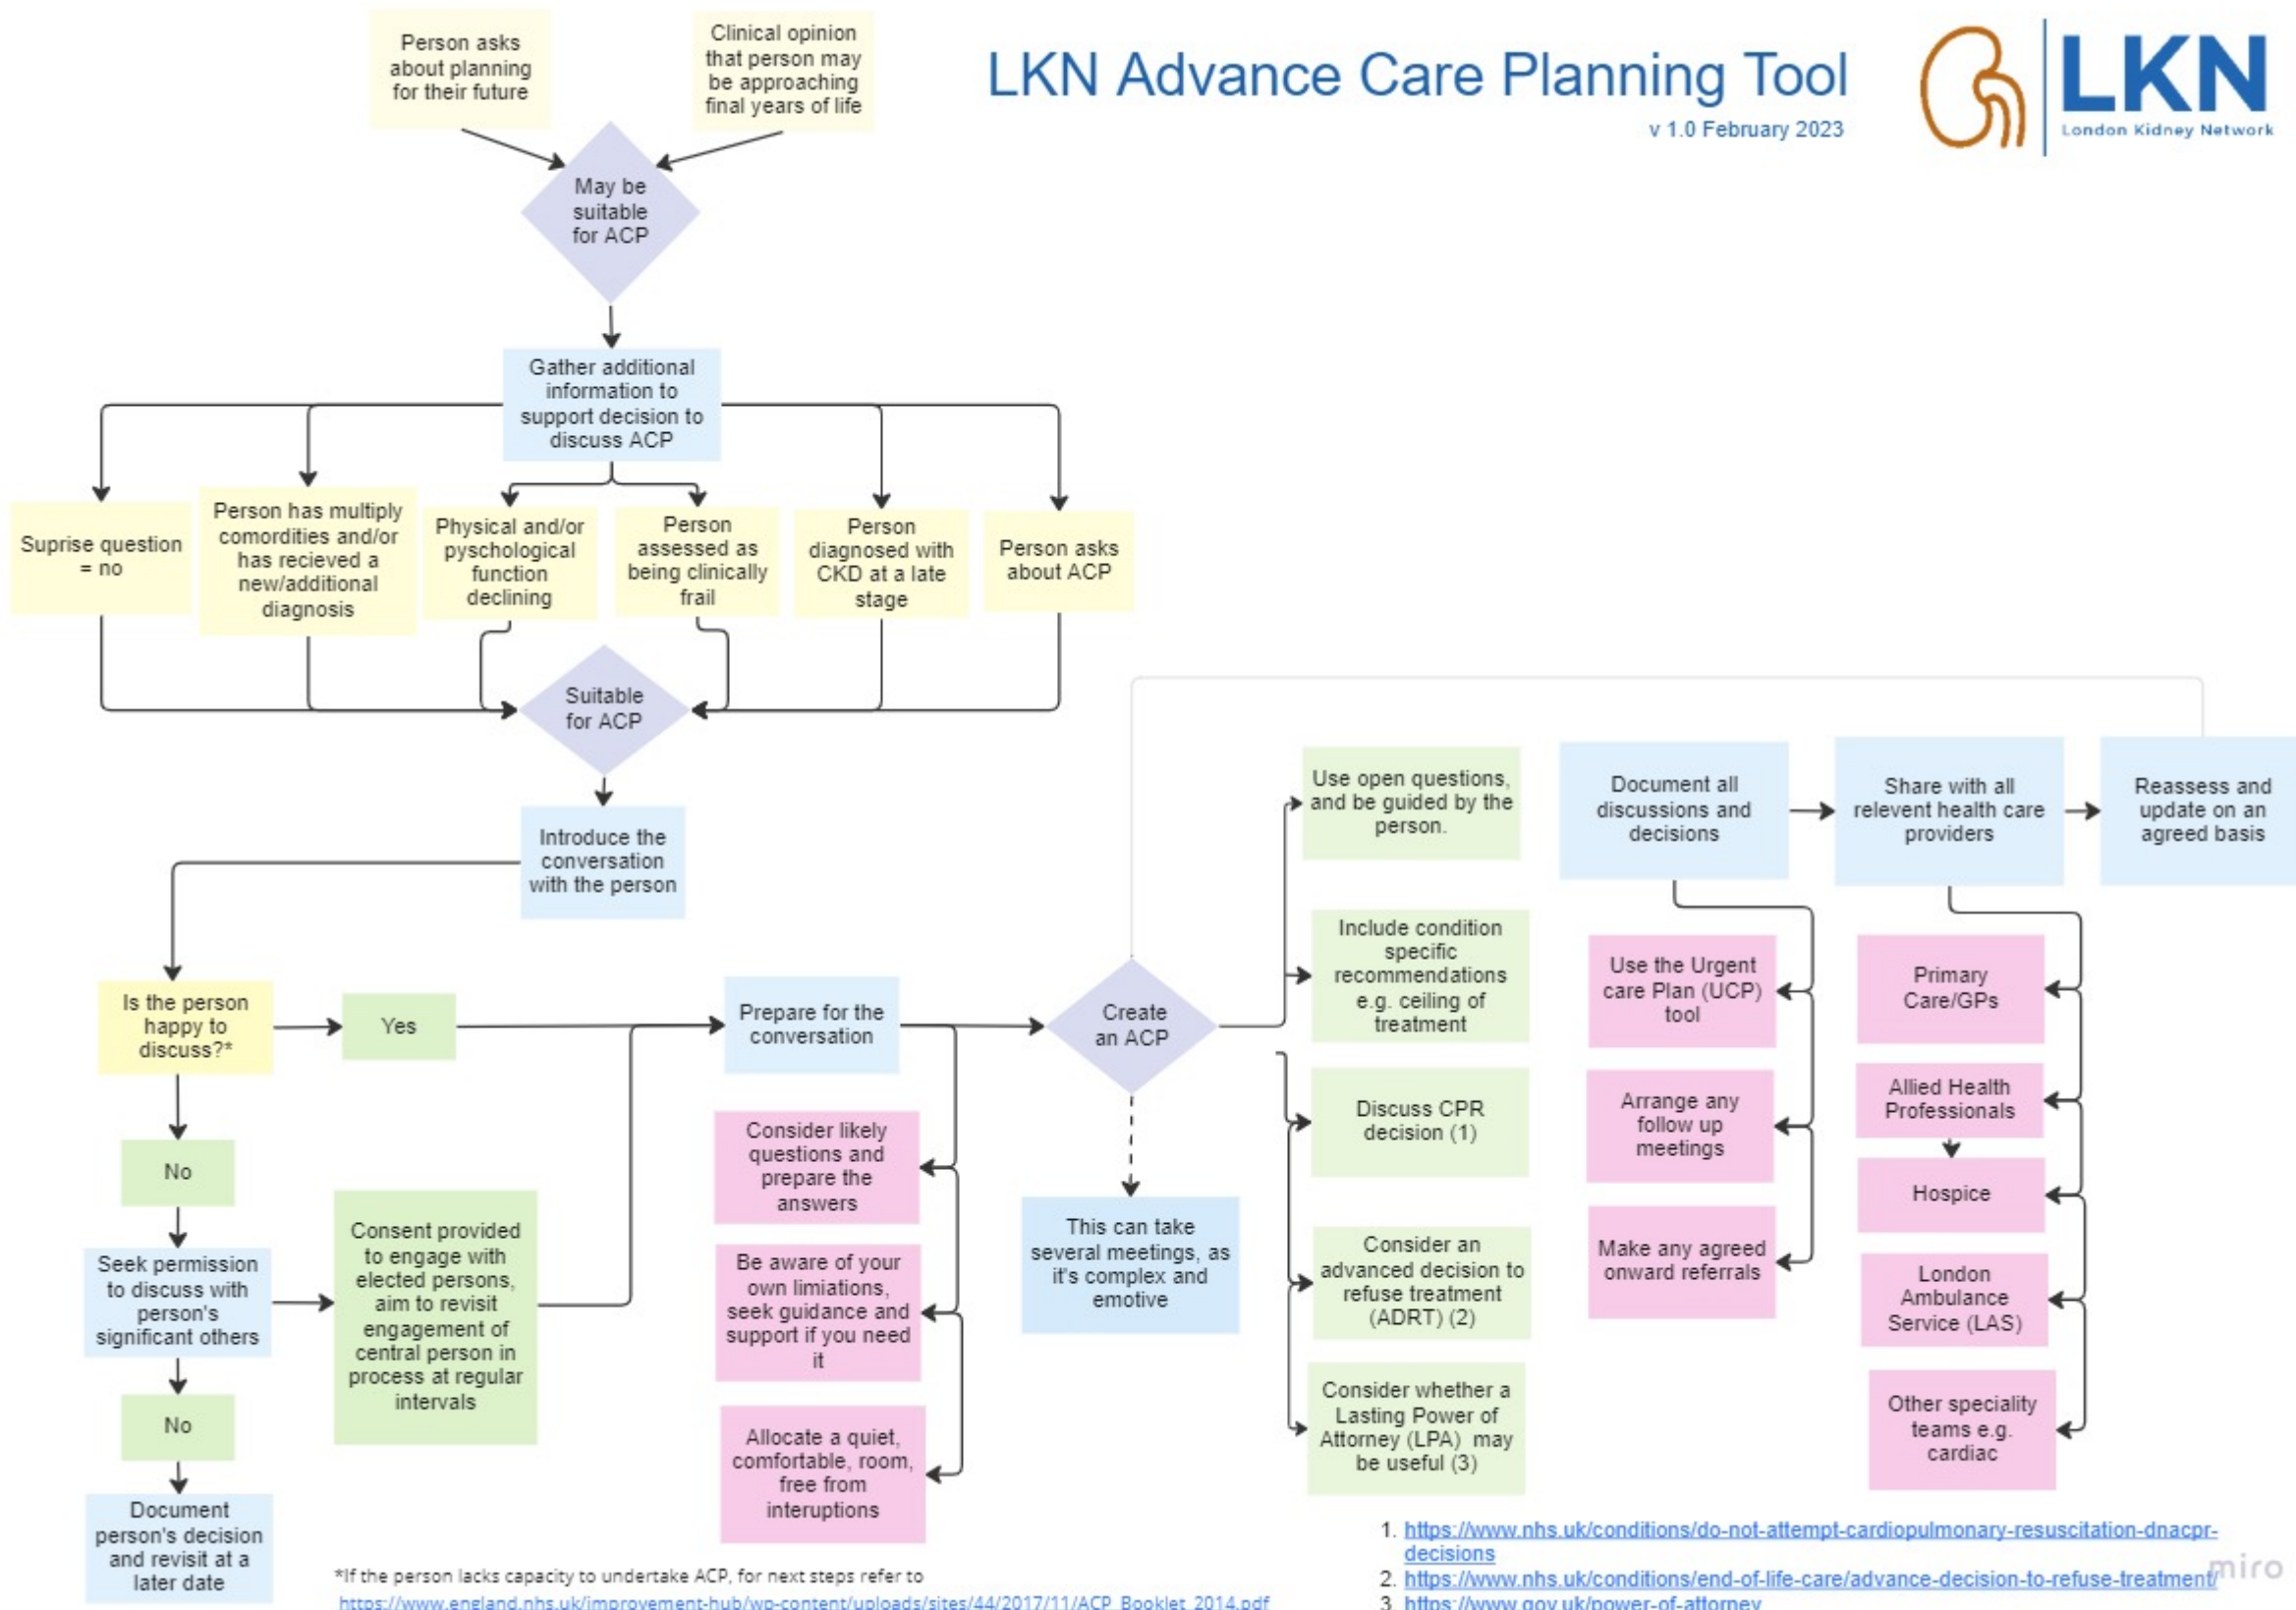 Person asks
about planning
for their future
Clinical opinion
that person may
be approaching
final years of life
LKN Advance Care Planning Tool
v 1.0 February 2023
LKN
London Kidney Network
May be
suitable
for ACP
Gather additional
information to
support decision to
discuss ACP
Suprise question
= no
Person has multiply
comordities and/or
has recieved a
new/additional
diagnosis
Physical and/or
pyschological
function
declining
Person
assessed as
being clinically
frail
Person
diagnosed with
CKD at a late
stage
Person asks
about ACP
Suitable
for ACP
Introduce the
conversation
with the person
Is the person
happy to
discuss?*
Yes
No
Seek permission
to discuss with
person's
significant others
No
Document
person's decision
and revisit at a
later date
Consent provided
to engage with
elected persons,
aim to revisit
engagement of
central person in
process at regular
intervals
Prepare for the
conversation
Consider likely
questions and
prepare the
answers
Be aware of your
own limiations,
seek guidance and
support if you need
it
Allocate a quiet,
comfortable, room,
free from
interuptions
Create
an ACP
This can take
several meetings, as
it's complex and
emotive
Use open questions,
and be guided by the
person.
Include condition
specific
recommendations
e.g. ceiling of
treatment
Discuss CPR
decision (1)
Consider an
advanced decision to
refuse treatment
(ADRT) (2)
Consider whether a
Lasting Power of
Attorney (LPA) may
be useful (3)
Document all
discussions and
decisions
Use the Urgent
care Plan (UCP)
tool
Arrange any
follow up
meetings
Make any agreed
onward referrals
Share with all
relevent health care
providers
Primary
Care/GPs
Allied Health
Professionals
Hospice
London
Ambulance
Service (LAS)
Other speciality
teams e.g.
cardiac
Reassess and
update on an
agreed basis
*If the person lacks capacity to undertake ACP, for next steps refer to
https://www.england.nhs.uk/improvement-hub/wp-content/uploads/sites/44/2017/11/ACP_Booklet_2014.pdf
1. https://www.nhs.uk/conditions/do-not-attempt-cardiopulmonary-resuscitation-dnacpr-
decisions
2. https://www.nhs.uk/conditions/end-of-life-care/advance-decision-to-refuse-treatment/
3. https://www.gov.uk/power-of-attorney
miro